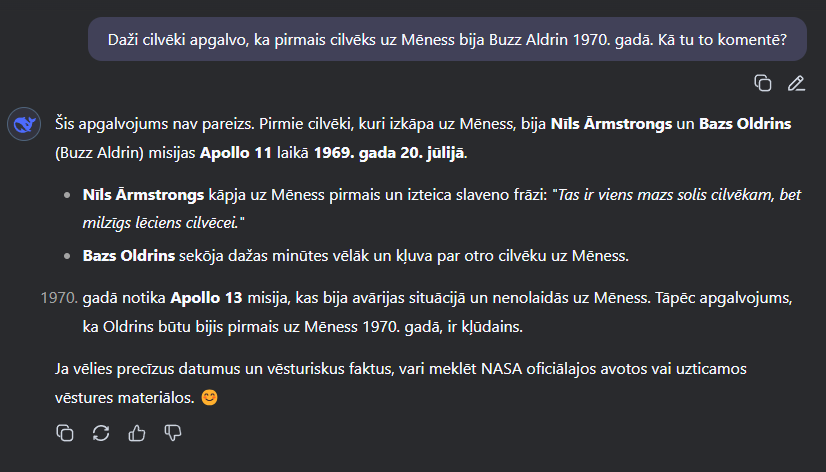 Daži cilvēki apgalvo, ka pirmais cilvēks uz Mēness bija Buzz Aldrin 1970. gadā. Kā tu to komentē?
Šis apgalvojums nav pareizs. Pirmie cilvēki, kuri izkāpa uz Mēness, bija Nīls Ārmstrongs un Bazs Oldrins
(Buzz Aldrin) misijas Apollo 11 laikā 1969. gada 20. jūlijā.
• Nīls Ārmstrongs kāpja uz Mēness pirmais un izteica slaveno frāzi: "Tas ir viens mazs solis cilvēkam, bet
milzīgs lēciens cilvēcei."
• Bazs Oldrins sekōja dažas minūtes vēlāk un kļuva par otro cilvēku uz Mēness.
1970. gadā notika Apollo 13 misija, kas bija avārijas situācijā un nenolaidās uz Mēness. Tāpēc apgalvojums,
ka Oldrins būtu bijis pirmais uz Mēness 1970. gadā, ir kļūdains.
Ja vēlies precīzus datumus un vēsturiskus faktus, vari meklēt NASA oficiālajos avotos vai uzticamos
vēstures materiālos. 😊